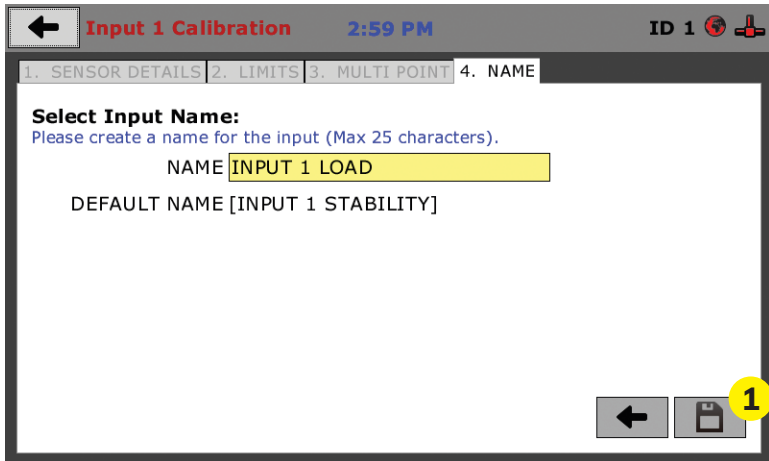 Input 1 Calibration 2:59 PM ID 1
1. SENSOR DETAILS 2. LIMITS 3. MULTI POINT 4. NAME
Select Input Name:
Please create a name for the input (Max 25 characters).
NAME INPUT 1 LOAD
DEFAULT NAME [INPUT 1 STABILITY]
1